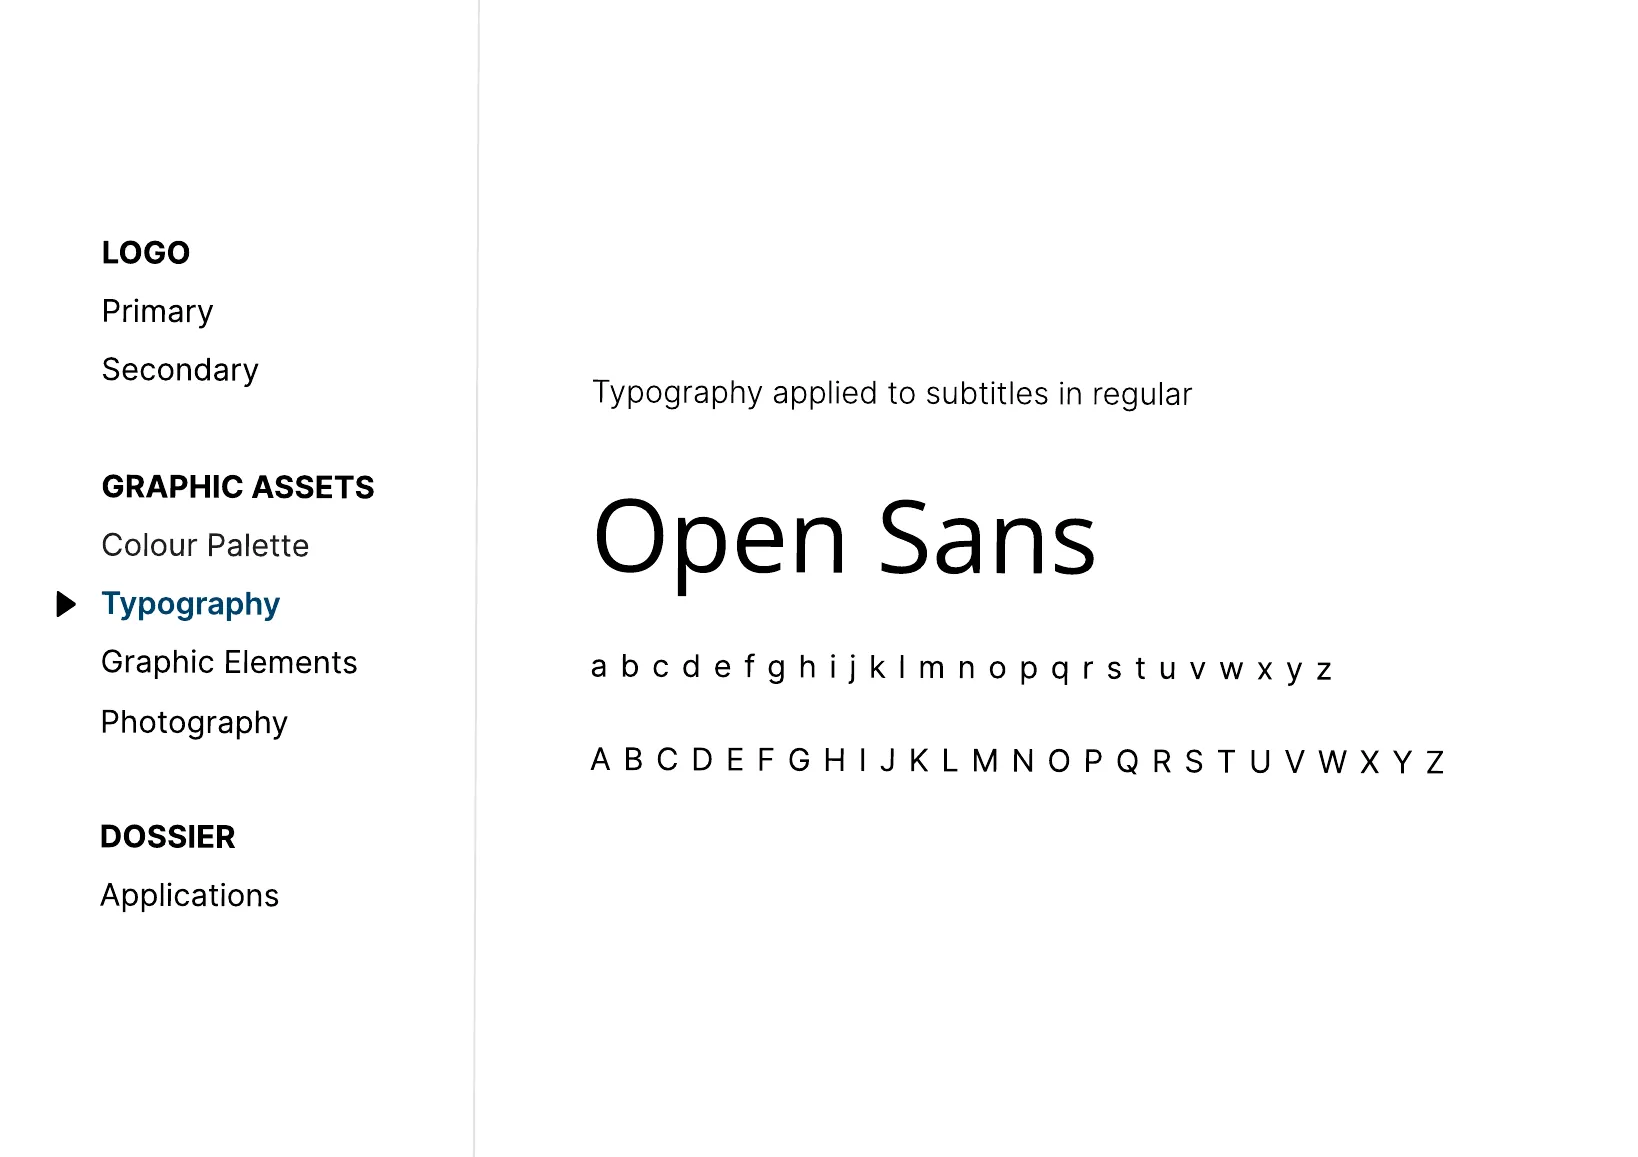 LOGO
Primary
Secondary
GRAPHIC ASSETS
Colour Palette
Typography
Graphic Elements
Photography
DOSSIER
Applications
Typography applied to subtitles in regular
Open Sans
a b c d e f g h i j k l m n o p q r s t u v w x y z
A B C D E F G H I J K L M N O P Q R S T U V W X Y Z